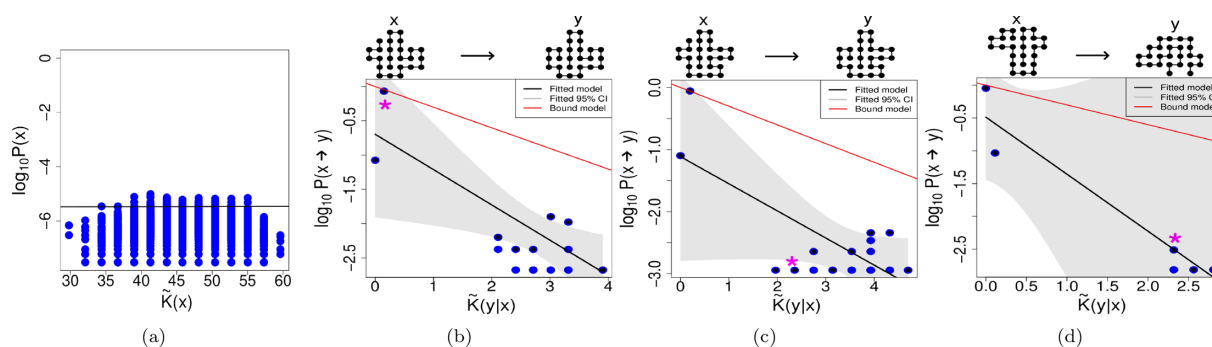 0
-2
-4
-6
log₁₀P(x)
30 35 40 45 50 55 60
K̃(x)
(a)
x y
Fitted model
Fitted 95% CI
Bound model
-0.5
-1.5
-2.5
log₁₀ P(x → y)
*
0 1 2 3 4
K̃(y|x)
(b)
x y
Fitted model
Fitted 95% CI
Bound model
0.0
-1.0
-2.0
-3.0
log₁₀ P(x → y)
*
0 1 2 3 4
K̃(y|x)
(c)
x y
Fitted model
Fitted 95% CI
Bound model
-0.5
-1.5
-2.5
log₁₀ P(x → y)
*
0.0 0.5 1.0 1.5 2.0 2.5
K̃(y|x)
(d)